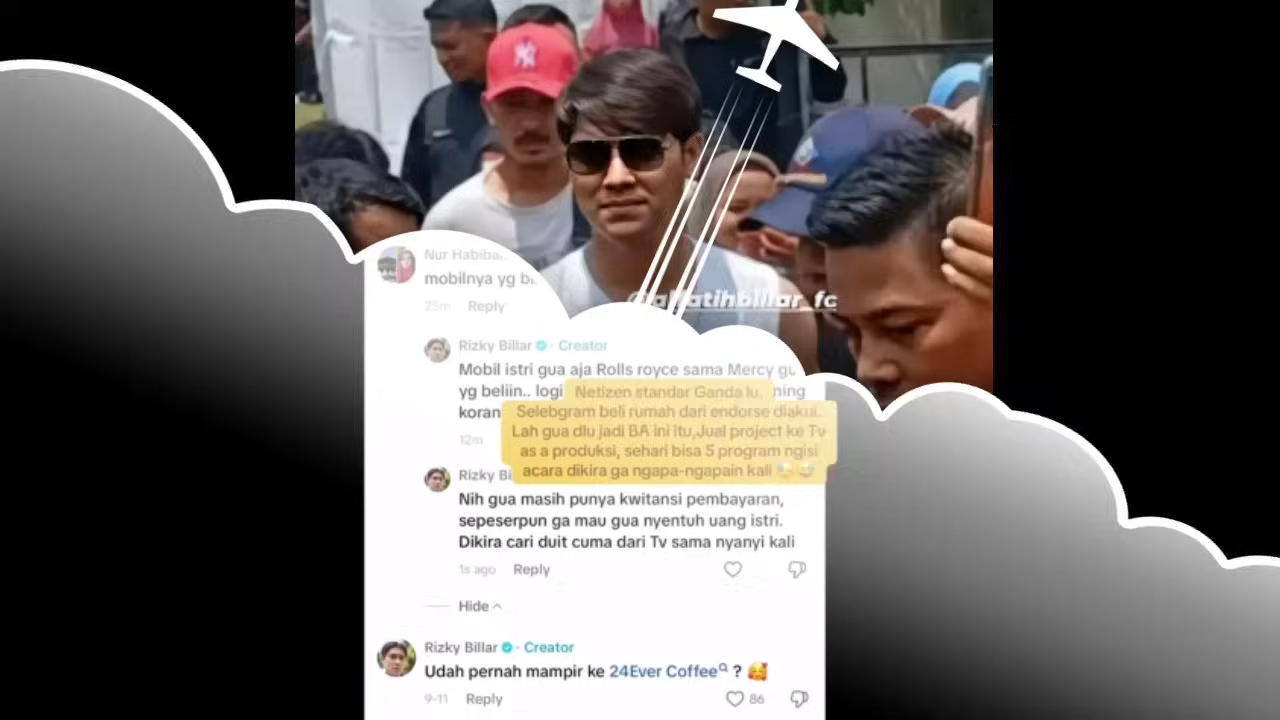 @allatihbillar_fc
Nur Habiba
mobilnya yg
25m Reply
Rizky Billar · Creator
Mobil istri gua aja Rolls royce sama Mercy gu
yg beliin.. logi ning
koran
12m
Netizen standar Ganda lu.
Selebgram beli rumah dari endorse diakui.
Lah gua dlu jadi BA ini itu,Jual project ke Tv
as a produksi, sehari bisa 5 program ngisi
acara dikira ga ngapa-ngapain kali 😪😅
Rizky Bi
Nih gua masih punya kwitansi pembayaran,
sepeserpun ga mau gua nyentuh uang istri.
Dikira cari duit cuma dari Tv sama nyanyi kali
1s ago Reply
Hide
Rizky Billar · Creator
Udah pernah mampir ke 24Ever Coffee ? 🥰
9-11 Reply 86